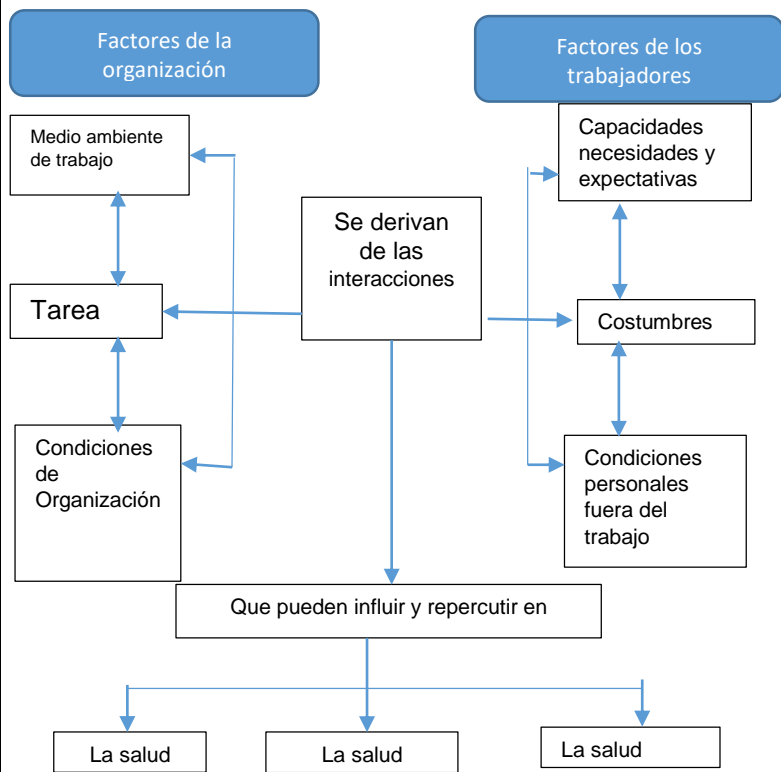 Factores de la
organización
Factores de los
trabajadores
Medio ambiente
de trabajo
Capacidades
necesidades y
expectativas
Se derivan
de las
interacciones
Tarea
Costumbres
Condiciones
de
Organización
Condiciones
personales
fuera del
trabajo
Que pueden influir y repercutir en
La salud
La salud
La salud